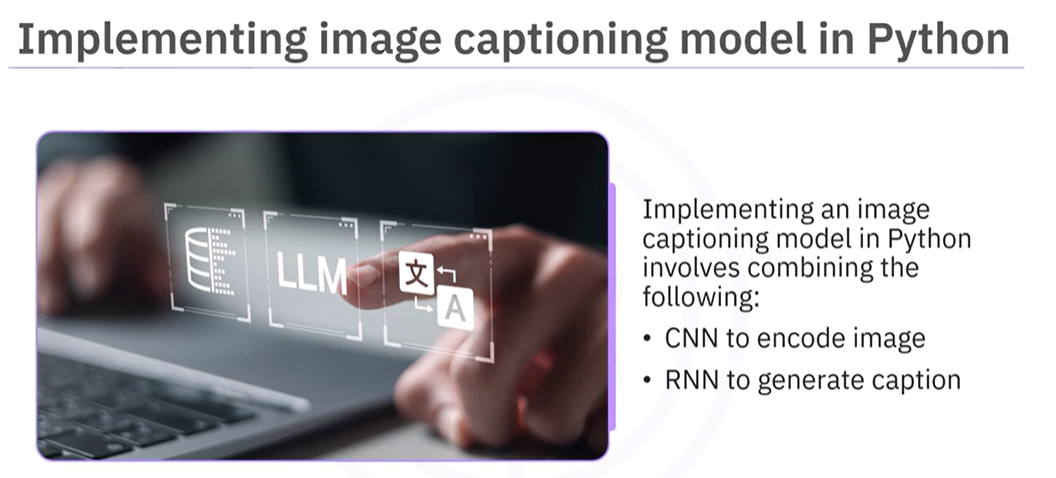 Implementing image captioning model in Python
LLM
文
A
Implementing an image
captioning model in Python
involves combining the
following:
• CNN to encode image
• RNN to generate caption